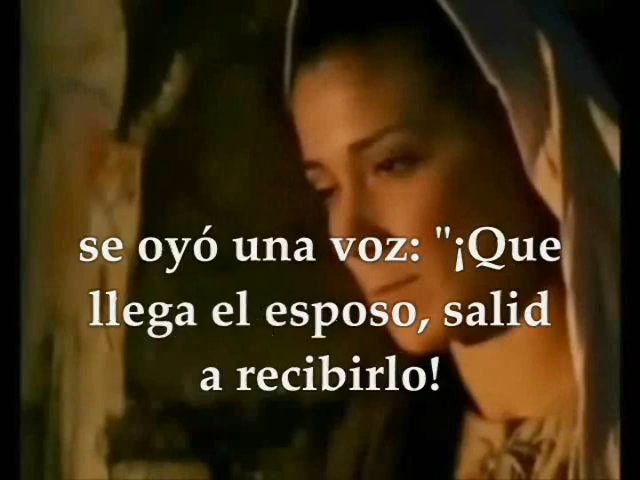 se oyó una voz: "¡Que
llega el esposo, salid
a recibirlo!